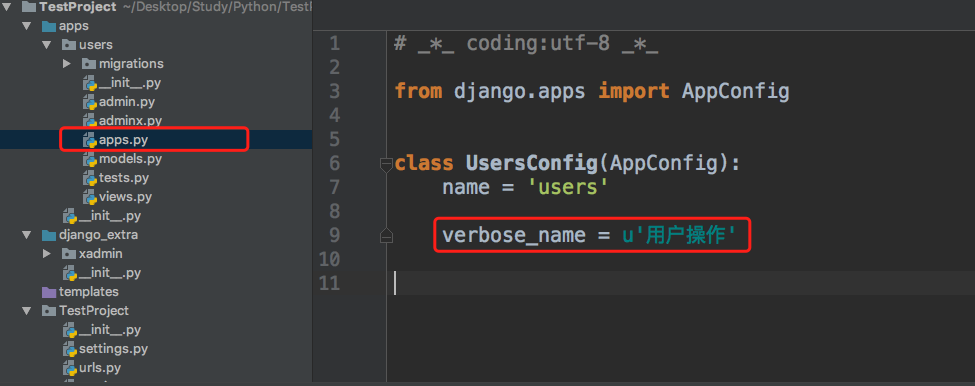 TestProject ~/Desktop/Study/Python/TestP
apps
users
migrations
__init__.py
admin.py
adminx.py
apps.py
models.py
tests.py
views.py
__init__.py
django_extra
xadmin
__init__.py
templates
TestProject
__init__.py
settings.py
urls.py
1 # _*_ coding:utf-8 _*_
2
3 from django.apps import AppConfig
4
5
6 class UsersConfig(AppConfig):
7 name = 'users'
8
9 verbose_name = u'用户操作'
10
11